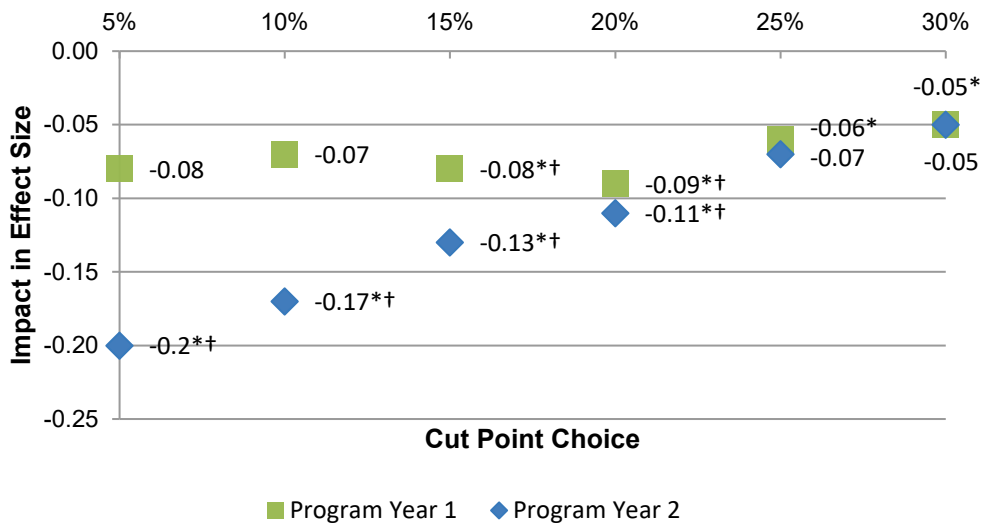 5% 10% 15% 20% 25% 30%
0.00
-0.05*
-0.05
-0.06*
-0.08 -0.07 -0.08*† -0.07 -0.05
-0.09*†
-0.10
-0.11*†
-0.13*†
-0.15
-0.17*†
-0.20
-0.2*†
-0.25
Impact in Effect Size
Cut Point Choice
Program Year 1 Program Year 2